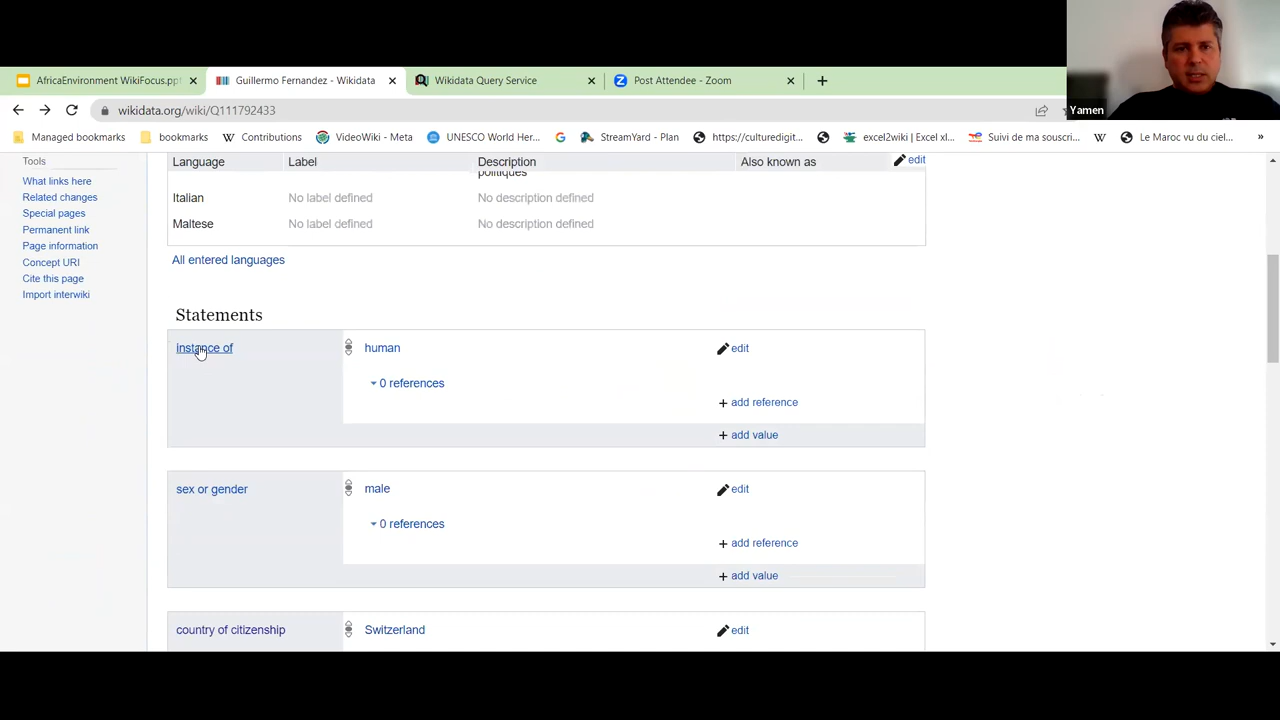 AfricaEnvironment WikiFocus.pp
Guillermo Fernandez - Wikidata
Wikidata Query Service
Post Attendee - Zoom
Yamen
wikidata.org/wiki/Q111792433
Managed bookmarks
bookmarks
Contributions
VideoWiki - Meta
UNESCO World Her...
StreamYard - Plan
https://culturedigit...
excel2wiki | Excel xl...
Suivi de ma souscri...
Le Maroc vu du ciel...
»
Tools
What links here
Related changes
Special pages
Permanent link
Page information
Concept URI
Cite this page
Import interwiki
Language Label Description Also known as edit
politiques
Italian No label defined No description defined
Maltese No label defined No description defined
All entered languages
Statements
instance of human edit
0 references
+ add reference
+ add value
sex or gender male edit
0 references
+ add reference
+ add value
country of citizenship Switzerland edit